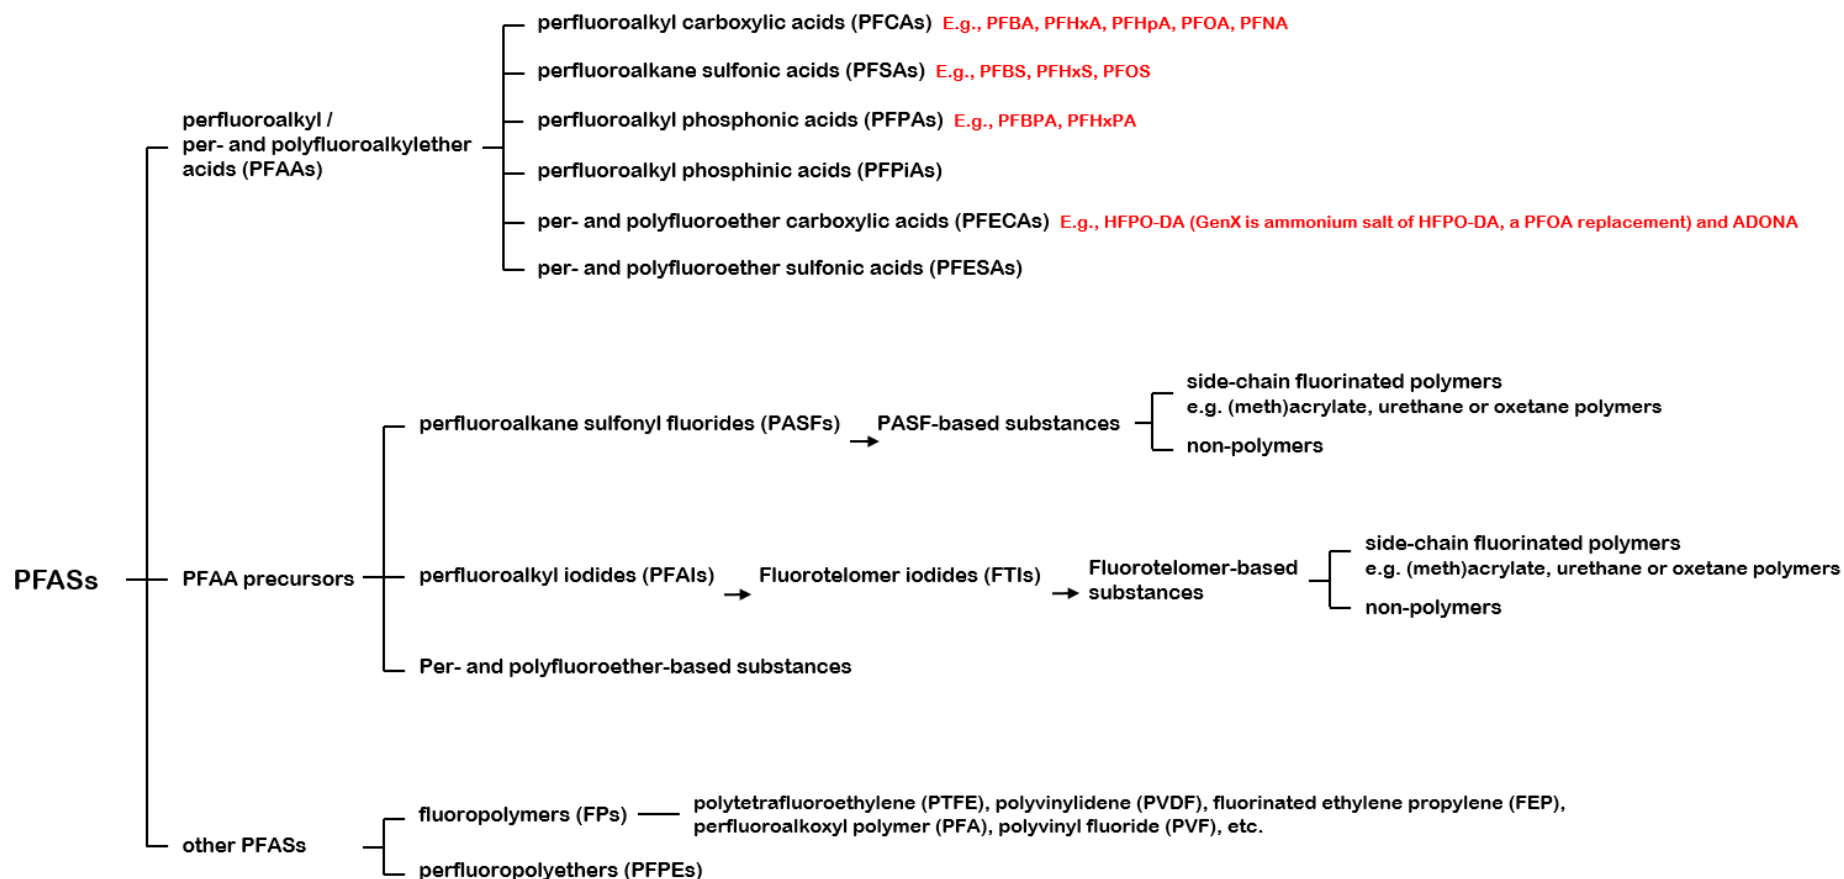 perfluoroalkyl carboxylic acids (PFCAs) E.g., PFBA, PFHxA, PFHpA, PFOA, PFNA
perfluoroalkane sulfonic acids (PFSAs) E.g., PFBS, PFHxS, PFOS
perfluoroalkyl /
per- and polyfluoroalkylether
acids (PFAAs)
perfluoroalkyl phosphonic acids (PFPAs) E.g., PFBPA, PFHxPA
perfluoroalkyl phosphinic acids (PFPiAs)
per- and polyfluoroether carboxylic acids (PFECAs) E.g., HFPO-DA (GenX is ammonium salt of HFPO-DA, a PFOA replacement) and ADONA
per- and polyfluoroether sulfonic acids (PFESAs)
perfluoroalkane sulfonyl fluorides (PASFs)
PASF-based substances
side-chain fluorinated polymers
e.g. (meth)acrylate, urethane or oxetane polymers
non-polymers
PFASs
PFAA precursors
perfluoroalkyl iodides (PFAIs)
Fluorotelomer iodides (FTIs)
Fluorotelomer-based
substances
side-chain fluorinated polymers
e.g. (meth)acrylate, urethane or oxetane polymers
non-polymers
Per- and polyfluoroether-based substances
other PFASs
fluoropolymers (FPs)
polytetrafluoroethylene (PTFE), polyvinylidene (PVDF), fluorinated ethylene propylene (FEP),
perfluoroalkoxyl polymer (PFA), polyvinyl fluoride (PVF), etc.
perfluoropolyethers (PFPEs)